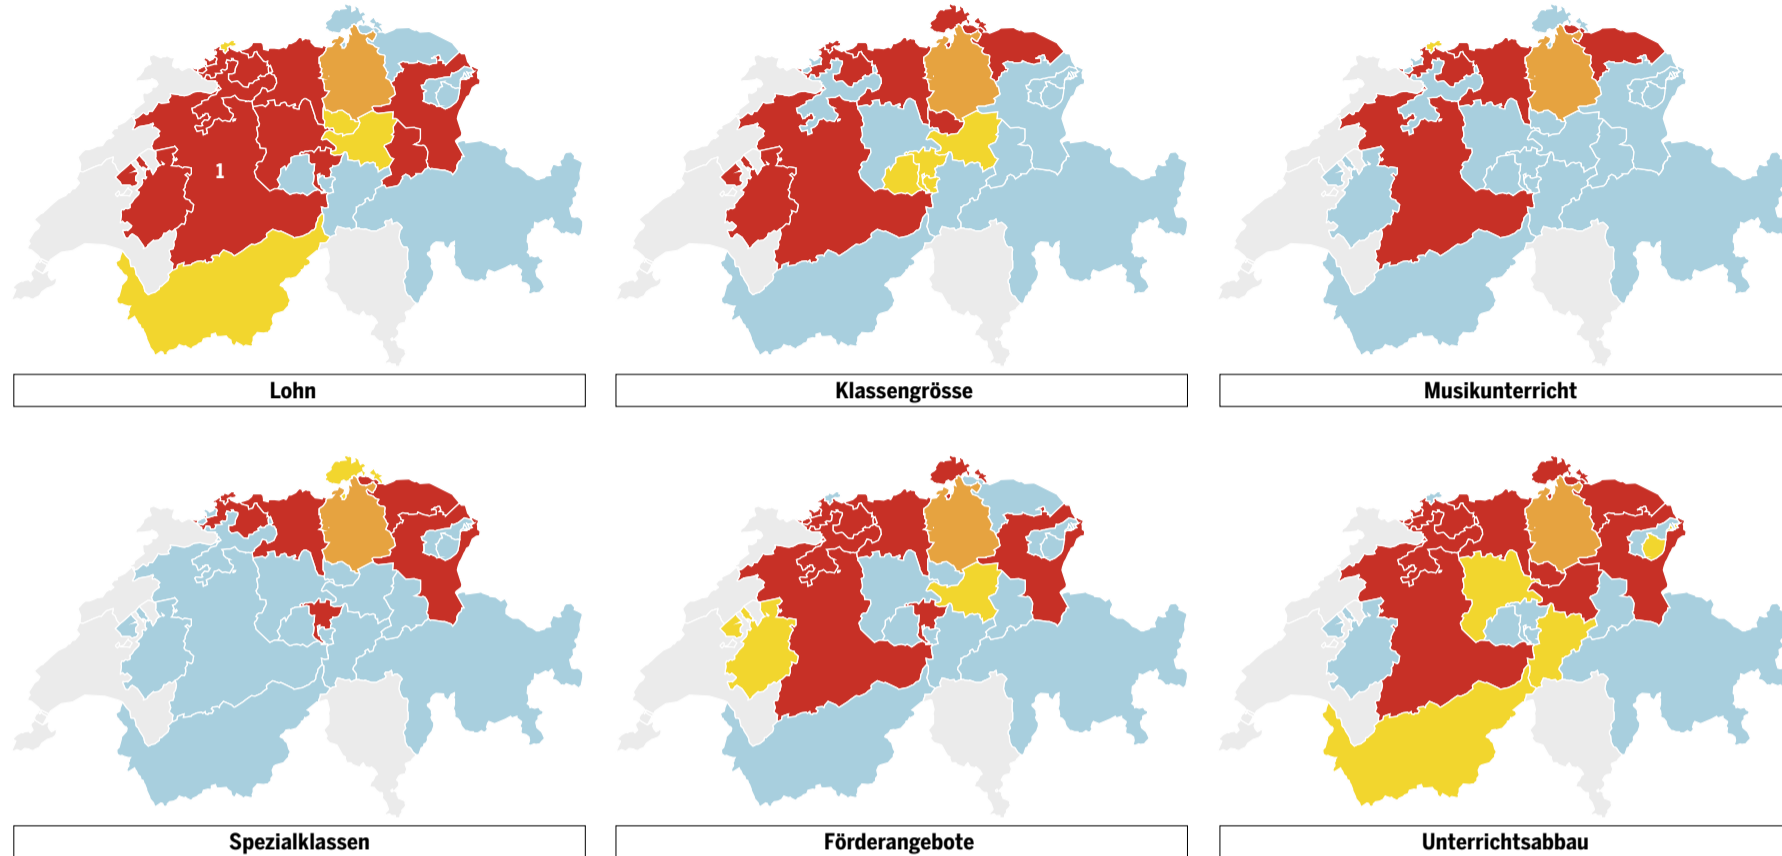 1
Lohn
Klassengrösse
Musikunterricht
Spezialklassen
Förderangebote
Unterrichtsabbau